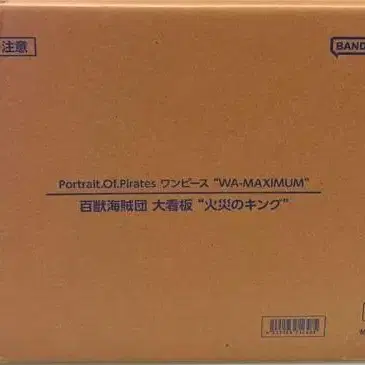 注意
BAND
Portrait.Of.Pirates ワンピース “WA-MAXIMUM”
百獣海賊団 大看板 “火災のキング”